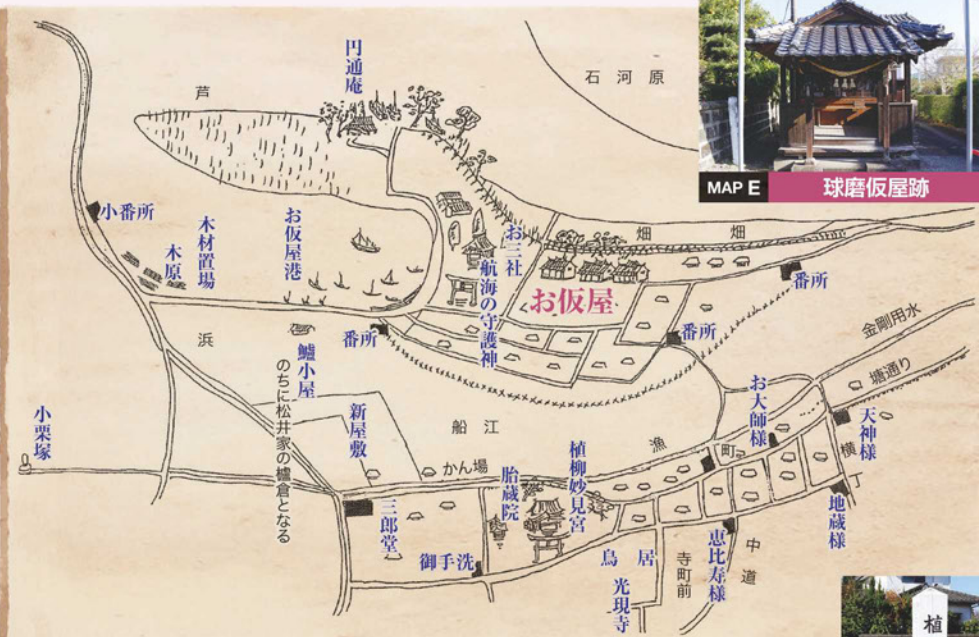 円通庵
石河原
芦
MAP E
球磨仮屋跡
小番所
木材置場
木原
お仮屋港
お三社
航海の守護神
畑
畑
お仮屋
番所
番所
番所
金剛用水
塘通り
浜
鱸小屋
のちに松井家の櫨倉となる
新屋敷
船江
かん場
漁
町
お大師様
天神様
横丁
地蔵様
小栗塚
三郎堂
胎蔵院
植柳妙見宮
御手洗
鳥居
光現寺
寺町前
恵比寿様
中道
植